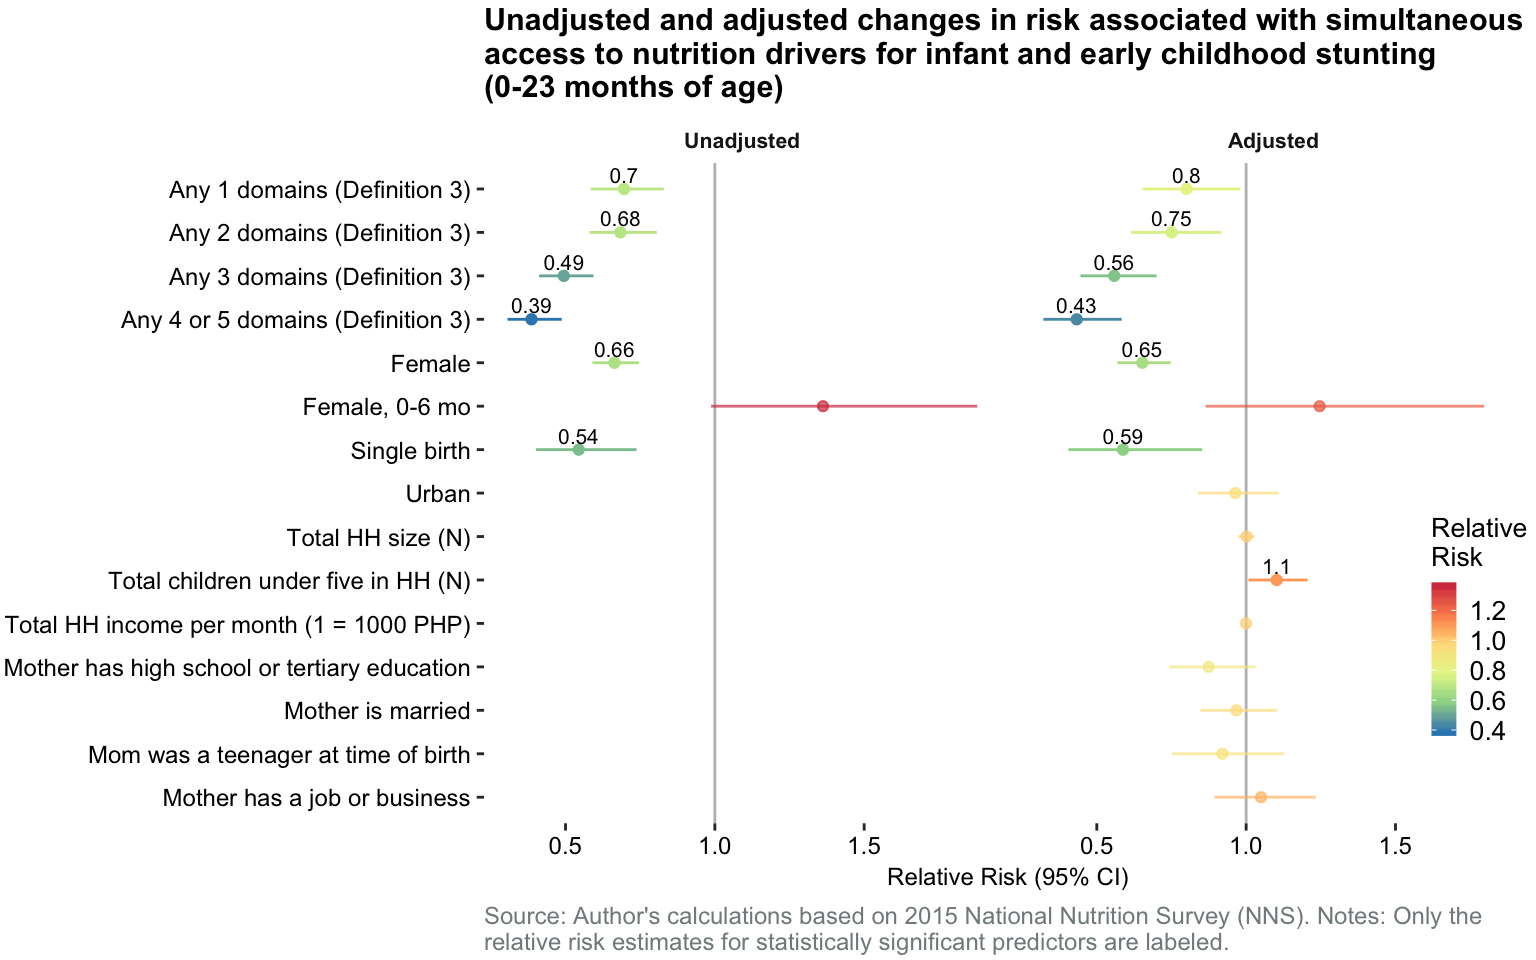 Unadjusted and adjusted changes in risk associated with simultaneous
access to nutrition drivers for infant and early childhood stunting
(0-23 months of age)
Unadjusted
Adjusted
Any 1 domains (Definition 3)
0.7
0.8
Any 2 domains (Definition 3)
0.68
0.75
Any 3 domains (Definition 3)
0.49
0.56
Any 4 or 5 domains (Definition 3)
0.39
0.43
Female
0.66
0.65
Female, 0-6 mo
Single birth
0.54
0.59
Urban
Total HH size (N)
Total children under five in HH (N)
1.1
Total HH income per month (1 = 1000 PHP)
Mother has high school or tertiary education
Mother is married
Mom was a teenager at time of birth
Mother has a job or business
0.5 1.0 1.5
0.5 1.0 1.5
Relative Risk (95% CI)
Relative
Risk
1.2
1.0
0.8
0.6
0.4
Source: Author's calculations based on 2015 National Nutrition Survey (NNS). Notes: Only the
relative risk estimates for statistically significant predictors are labeled.